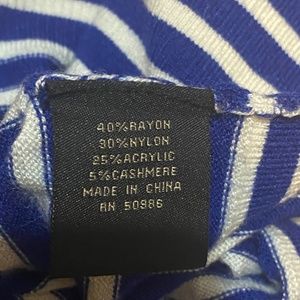 40%RAYON
30%NYLON
25%ACRYLIC
5%CASHMERE
MADE IN CHINA
RN 50986